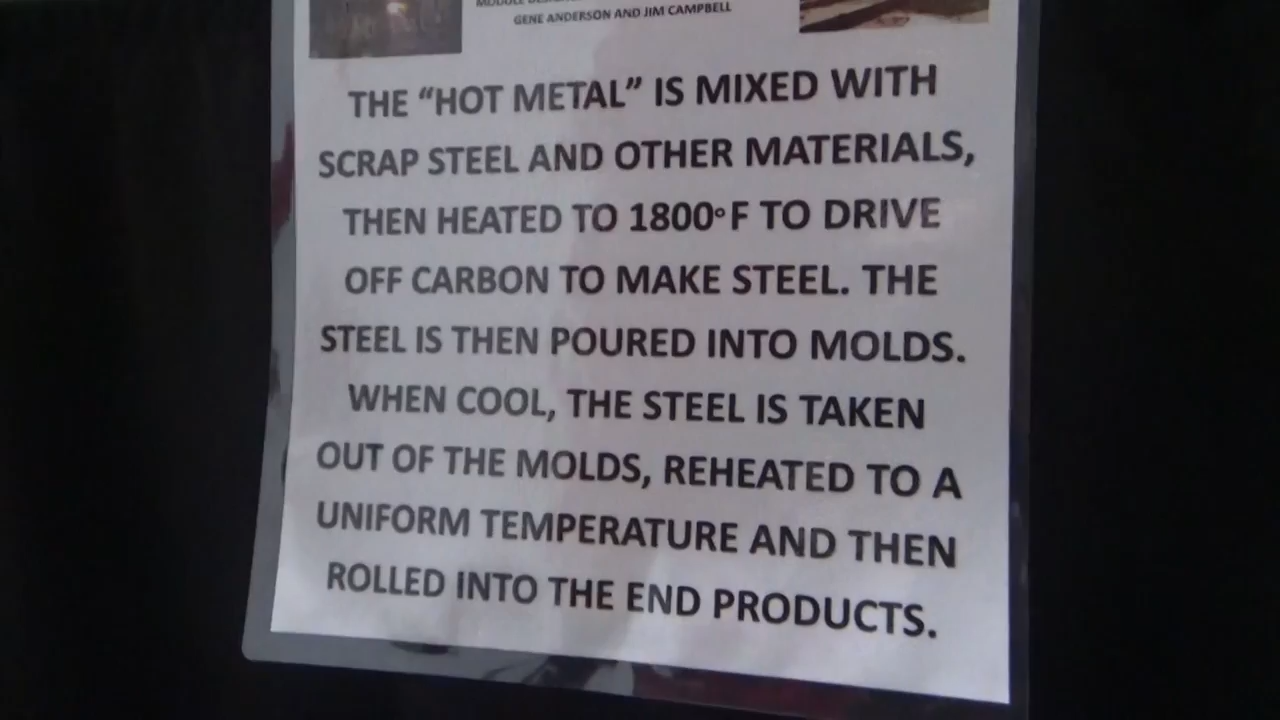 GENE ANDERSON AND JIM CAMPBELL
THE “HOT METAL” IS MIXED WITH
SCRAP STEEL AND OTHER MATERIALS,
THEN HEATED TO 1800°F TO DRIVE
OFF CARBON TO MAKE STEEL. THE
STEEL IS THEN POURED INTO MOLDS.
WHEN COOL, THE STEEL IS TAKEN
OUT OF THE MOLDS, REHEATED TO A
UNIFORM TEMPERATURE AND THEN
ROLLED INTO THE END PRODUCTS.